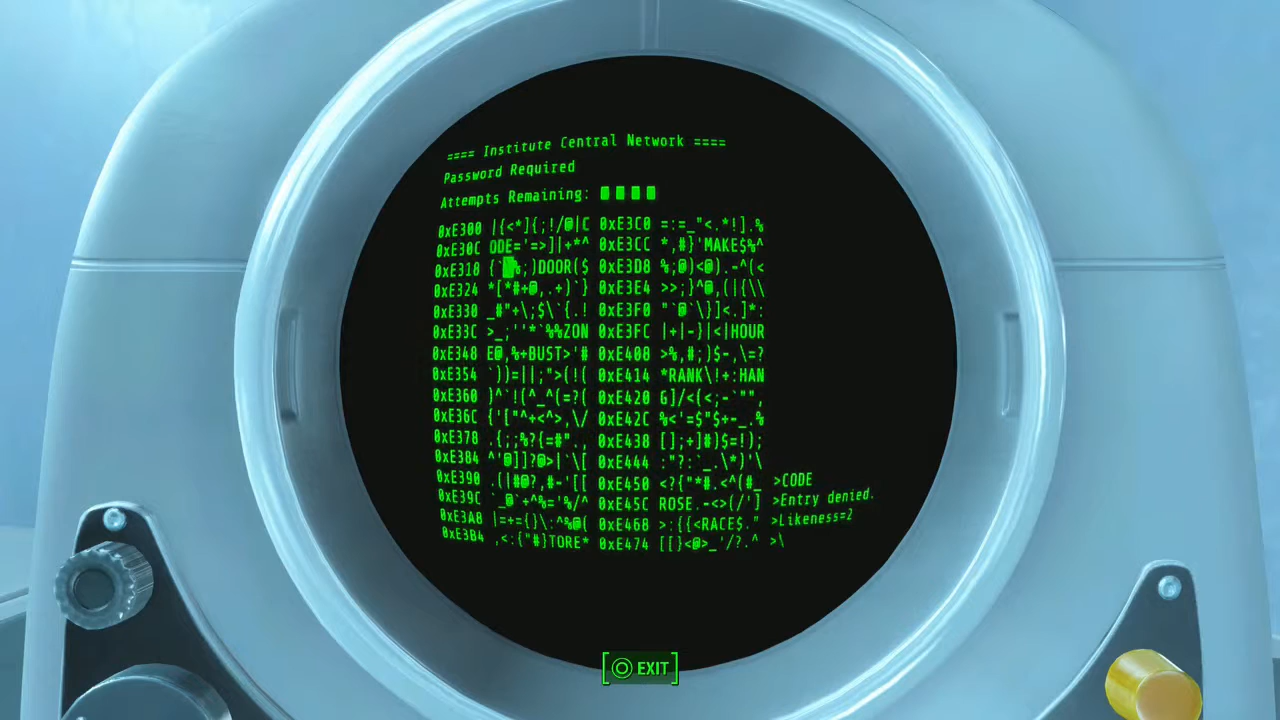 ==== Institute Central Network ====
Password Required
Attempts Remaining: ■ ■ ■ ■
0xE300 |{<*]{;!/@|C 0xE3C0 =:=_"<.*!].%
0xE30C ODE='=>]|+*^ 0xE3CC *,#}'MAKE$%^
0xE318 {`\%;)DOOR($ 0xE3D8 %;@)<@).-^(<
0xE324 *[*#+@,.+)`} 0xE3E4 >>;}^@,(|{\\
0xE330 _#"+\;$\`{.! 0xE3F0 "`@`\}]<.]*:
0xE33C >_;''*`%%ZON 0xE3FC |+|-}|<|HOUR
0xE348 E@,%+BUST>'# 0xE408 >%,#;)$-,\=?
0xE354 `))=||;">(!( 0xE414 *RANK\!+:HAN
0xE360 )^`!(^_^(=?( 0xE420 G]/<(<;-`"",
0xE36C {'["^+<^>,\/ 0xE42C %<'=$"$+-_.%
0xE378 .{;;%?{=#"., 0xE438 [];+]#)$=!);
0xE384 ^'@]]?@>|`\[ 0xE444 :"?:`_.\*)'\
0xE390 .(|#@?,#-'[[ 0xE450 <?{"*#.<^(#_ >CODE
0xE39C `_@`+^%='%/^ 0xE45C ROSE.-<>(/'] >Entry denied.
0xE3A8 |=+={}\:^%@( 0xE468 >:{{<RACE$." >Likeness=2
0xE3B4 ,<:{"#}TORE* 0xE474 [[}<@>_'/?.^ >\
EXIT